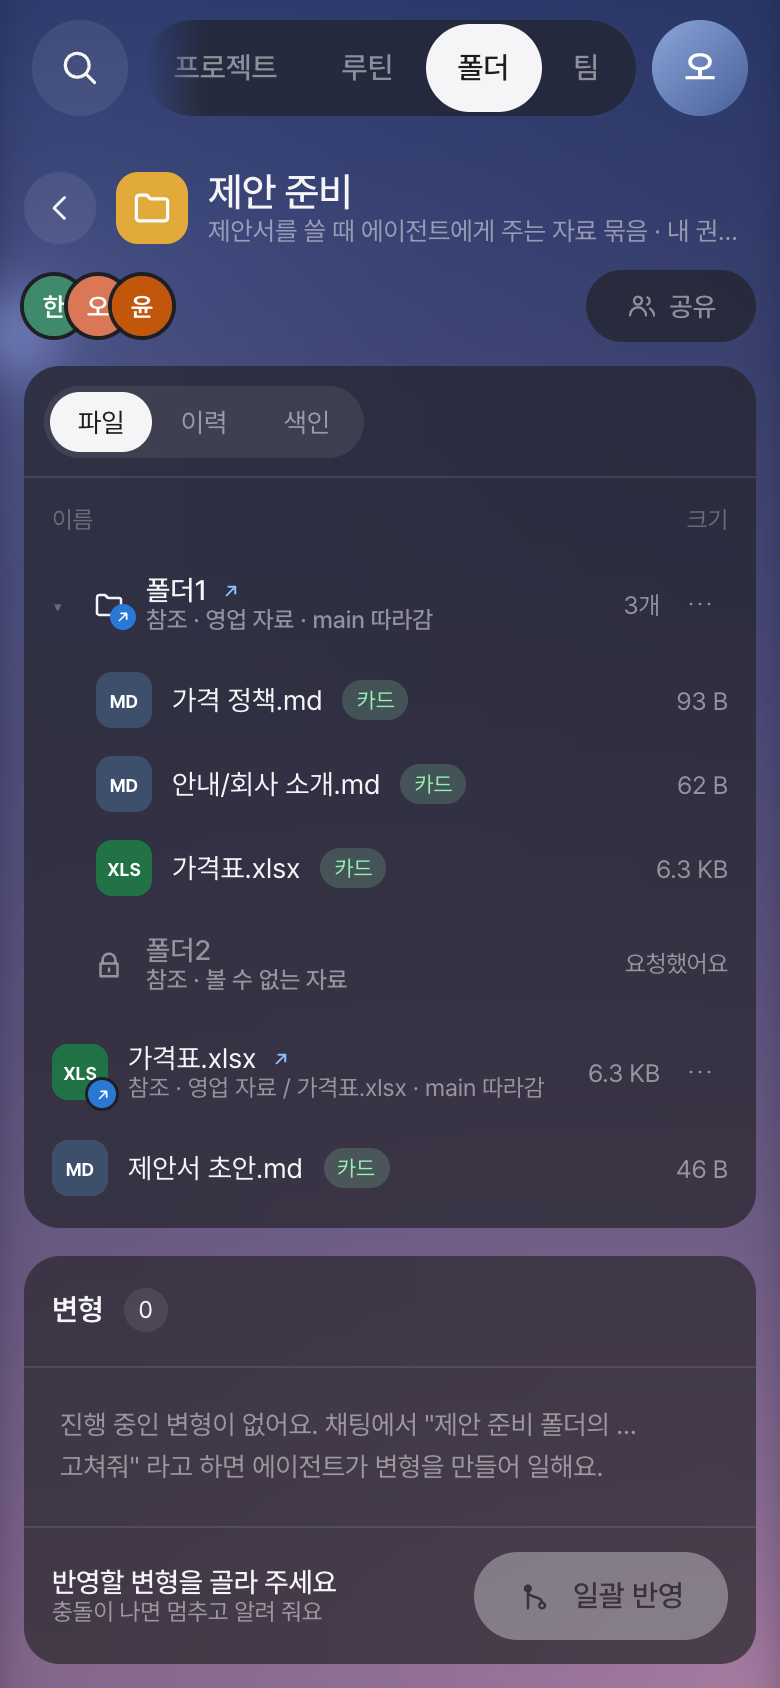 프로젝트 루틴 폴더 팀 오
제안 준비
제안서를 쓸 때 에이전트에게 주는 자료 묶음 · 내 권...
한 오 윤 공유
파일 이력 색인
이름 크기
폴더1 3개 ...
참조 · 영업 자료 · main 따라감
MD 가격 정책.md 카드 93 B
MD 안내/회사 소개.md 카드 62 B
XLS 가격표.xlsx 카드 6.3 KB
폴더2 요청했어요
참조 · 볼 수 없는 자료
XLS 가격표.xlsx 6.3 KB ...
참조 · 영업 자료 / 가격표.xlsx · main 따라감
MD 제안서 초안.md 카드 46 B
변형 0
진행 중인 변형이 없어요. 채팅에서 "제안 준비 폴더의 ...
고쳐줘" 라고 하면 에이전트가 변형을 만들어 일해요.
반영할 변형을 골라 주세요 일괄 반영
충돌이 나면 멈추고 알려 줘요